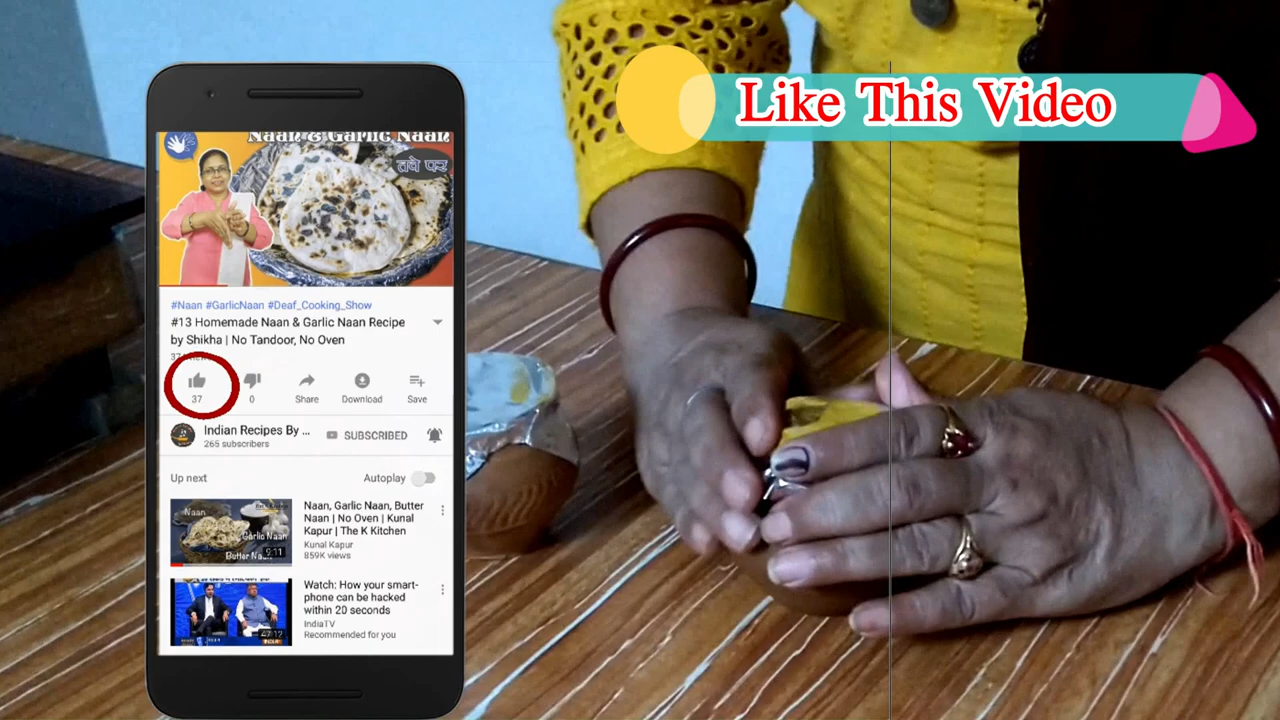 Like This Video
Naan & Garlic Naan
तवे पर
#Naan #GarlicNaan #Deaf_Cooking_Show
#13 Homemade Naan & Garlic Naan Recipe
by Shikha | No Tandoor, No Oven
37
0
Share
Download
Save
Indian Recipes By ...
265 subscribers
SUBSCRIBED
Up next
Autoplay
Naan
Garlic Naan
Butter Naan
9:11
Naan, Garlic Naan, Butter
Naan | No Oven | Kunal
Kapur | The K Kitchen
Kunal Kapur
859K views
47:12
Watch: How your smart-
phone can be hacked
within 20 seconds
IndiaTV
Recommended for you